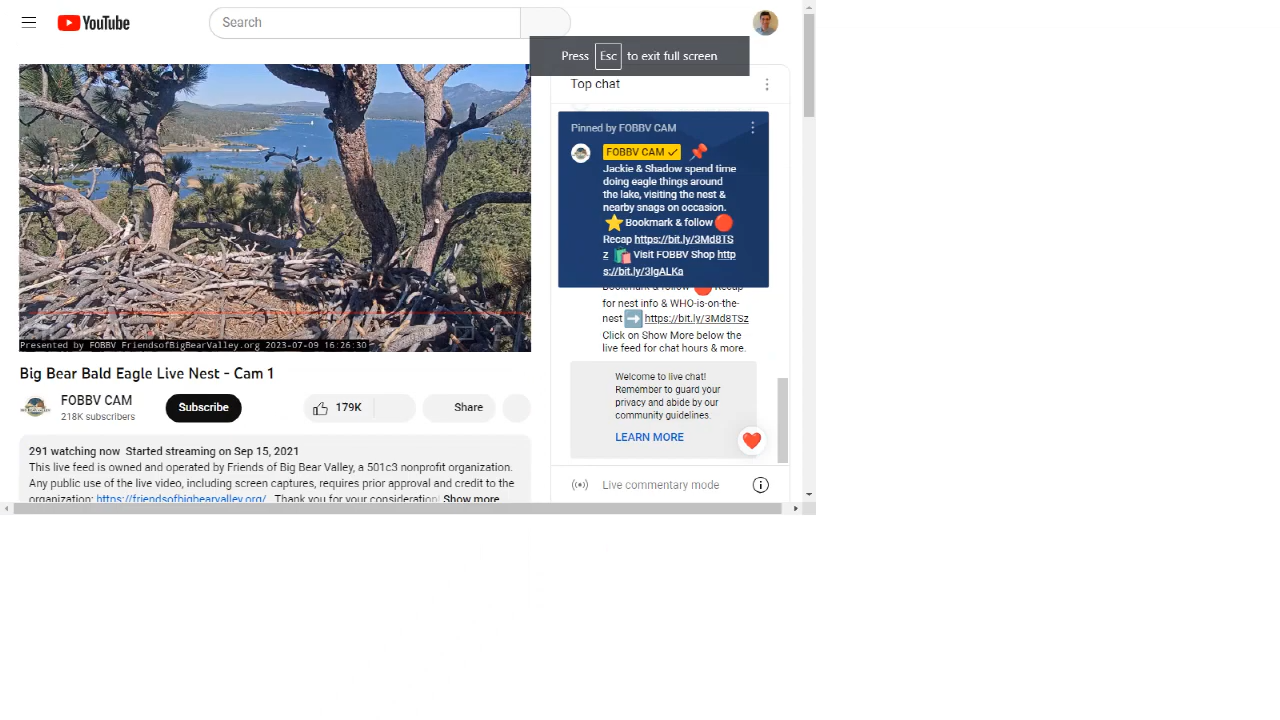 YouTube
Search
Press Esc to exit full screen
Top chat
Pinned by FOBBV CAM
FOBBV CAM
Jackie & Shadow spend time
doing eagle things around
the lake, visiting the nest &
nearby snags on occasion.
Bookmark & follow
Recap https://bit.ly/3Md8TS
z Visit FOBBV Shop http
s://bit.ly/3lgALKa
Bookmark & follow Recap
for nest info & WHO-is-on-the-
nest https://bit.ly/3Md8TSz
Click on Show More below the
live feed for chat hours & more.
Welcome to live chat!
Remember to guard your
privacy and abide by our
community guidelines.
LEARN MORE
Live commentary mode
Presented by FOBBV FriendsofBigBearValley.org 2023-07-09 16:26:30
Big Bear Bald Eagle Live Nest - Cam 1
FOBBV CAM
218K subscribers
Subscribe
179K
Share
291 watching now Started streaming on Sep 15, 2021
This live feed is owned and operated by Friends of Big Bear Valley, a 501c3 nonprofit organization.
Any public use of the live video, including screen captures, requires prior approval and credit to the
organization: https://friendsofbigbearvalley.org/ . Thank you for your consideration! Show more